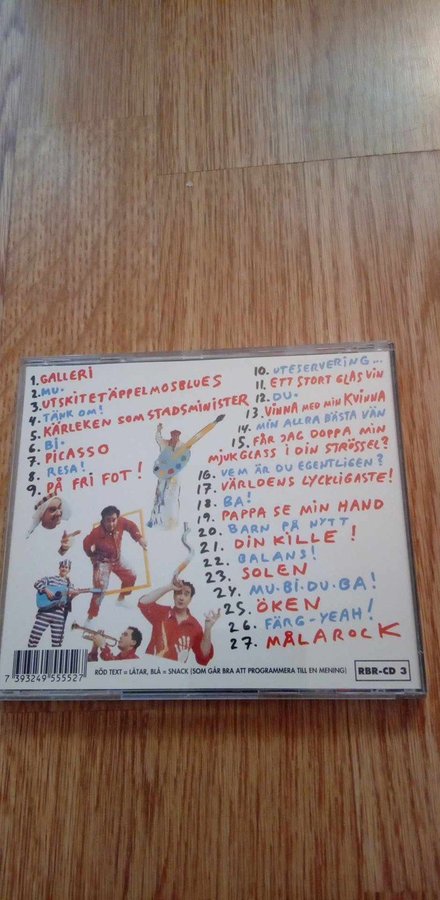 1. GALLERI
2. MU.
3. UTSKITETÄPPELMOSBLUES
4. TÄNK OM!
5. KÄRLEKEN SOM STADSMINISTER
6. BI.
7. PICASSO
8. RESA!
9. PÅ FRI FOT!
10. UTESERVERING...
11. ETT STORT GLAS VIN
12. DU.
13. VINNA MED MIN KVINNA
14. MIN ALLRA BÄSTA VÄN
15. FÅR JAG DOPPA MIN
MJUKGLASS I DIN STRÖSSEL?
16. VEM ÄR DU EGENTLIGEN?
17. VÄRLDENS LYCKLIGASTE!
18. BA!
19. PAPPA SE MIN HAND
20. BARN PÅ NYTT
21. DIN KILLE!
22. BALANS!
23. SOLEN
24. MU-BI-DU-BA!
25. ÖKEN
26. FÄRG-YEAH!
27. MÅLAROCK
7 393249 555527
RÖD TEXT = LÅTAR, BLÅ = SNACK (SOM GÅR BRA ATT PROGRAMMERA TILL EN MENING)
RBR-CD 3